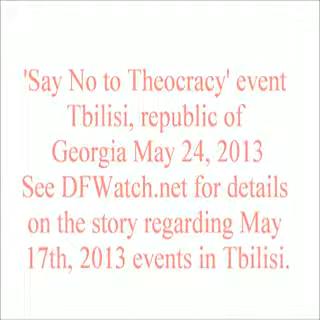 'Say No to Theocracy' event
Tbilisi, republic of
Georgia May 24, 2013
See DFWatch.net for details
on the story regarding May
17th, 2013 events in Tbilisi.